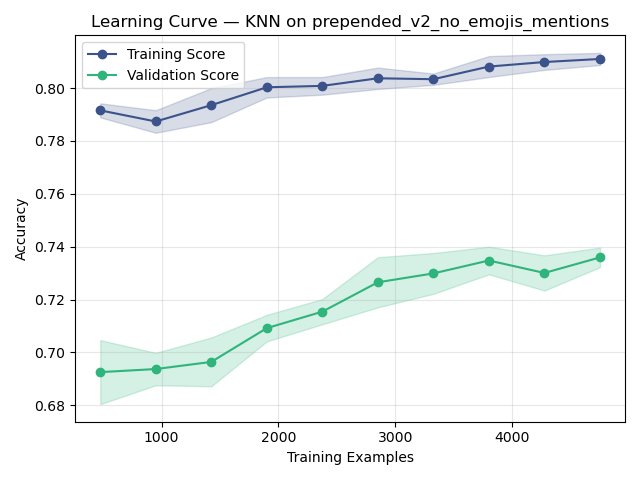 Learning Curve — KNN on prepended_v2_no_emojis_mentions
Training Score
Validation Score
Accuracy
0.80
0.78
0.76
0.74
0.72
0.70
0.68
1000
2000
3000
4000
Training Examples